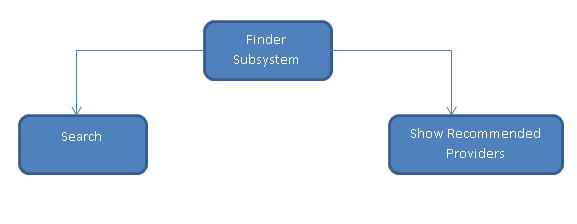 Finder
Subsystem
Search
Show Recommended
Providers